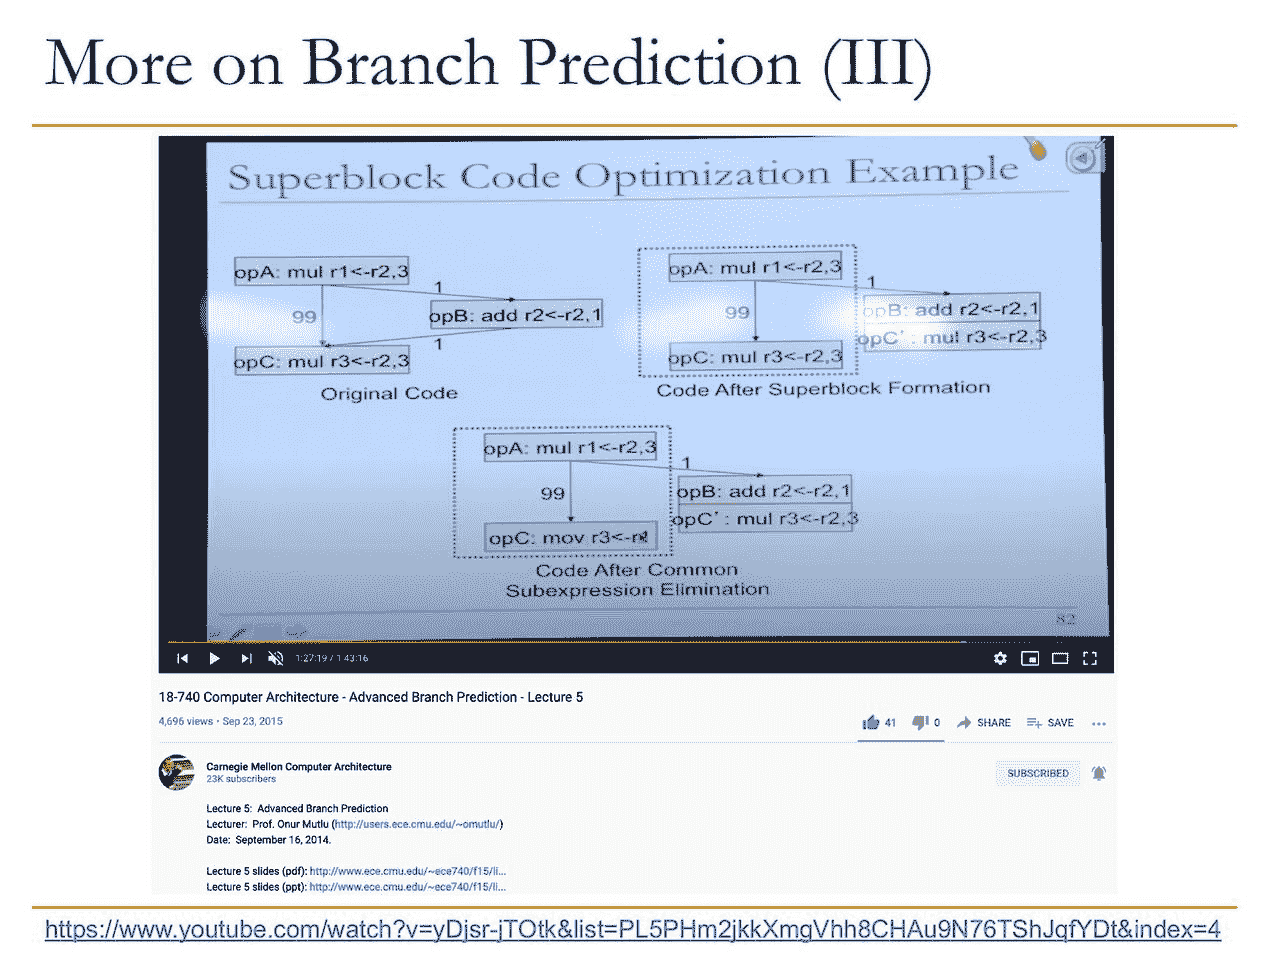 More on Branch Prediction (III)
Superblock Code Optimization Example
opA: mul r1<-r2,3
1
99
opB: add r2<-r2,1
1
opC: mul r3<-r2,3
Original Code
opA: mul r1<-r2,3
1
99
opB: add r2<-r2,1
opC’: mul r3<-r2,3
opC: mul r3<-r2,3
Code After Superblock Formation
opA: mul r1<-r2,3
1
99
opB: add r2<-r2,1
opC’: mul r3<-r2,3
opC: mov r3<-r1
Code After Common
Subexpression Elimination
82
1:27:19 / 1:43:16
18-740 Computer Architecture - Advanced Branch Prediction - Lecture 5
4,696 views • Sep 23, 2015
41
0
SHARE
SAVE
Carnegie Mellon Computer Architecture
23K subscribers
SUBSCRIBED
Lecture 5: Advanced Branch Prediction
Lecturer: Prof. Onur Mutlu (http://users.ece.cmu.edu/~omutlu/)
Date: September 16, 2014.
Lecture 5 slides (pdf): http://www.ece.cmu.edu/~ece740/f15/li...
Lecture 5 slides (ppt): http://www.ece.cmu.edu/~ece740/f15/li...
https://www.youtube.com/watch?v=yDjsr-jTOtk&list=PL5PHm2jkkXmgVhh8CHAu9N76TShJqfYDt&index=4